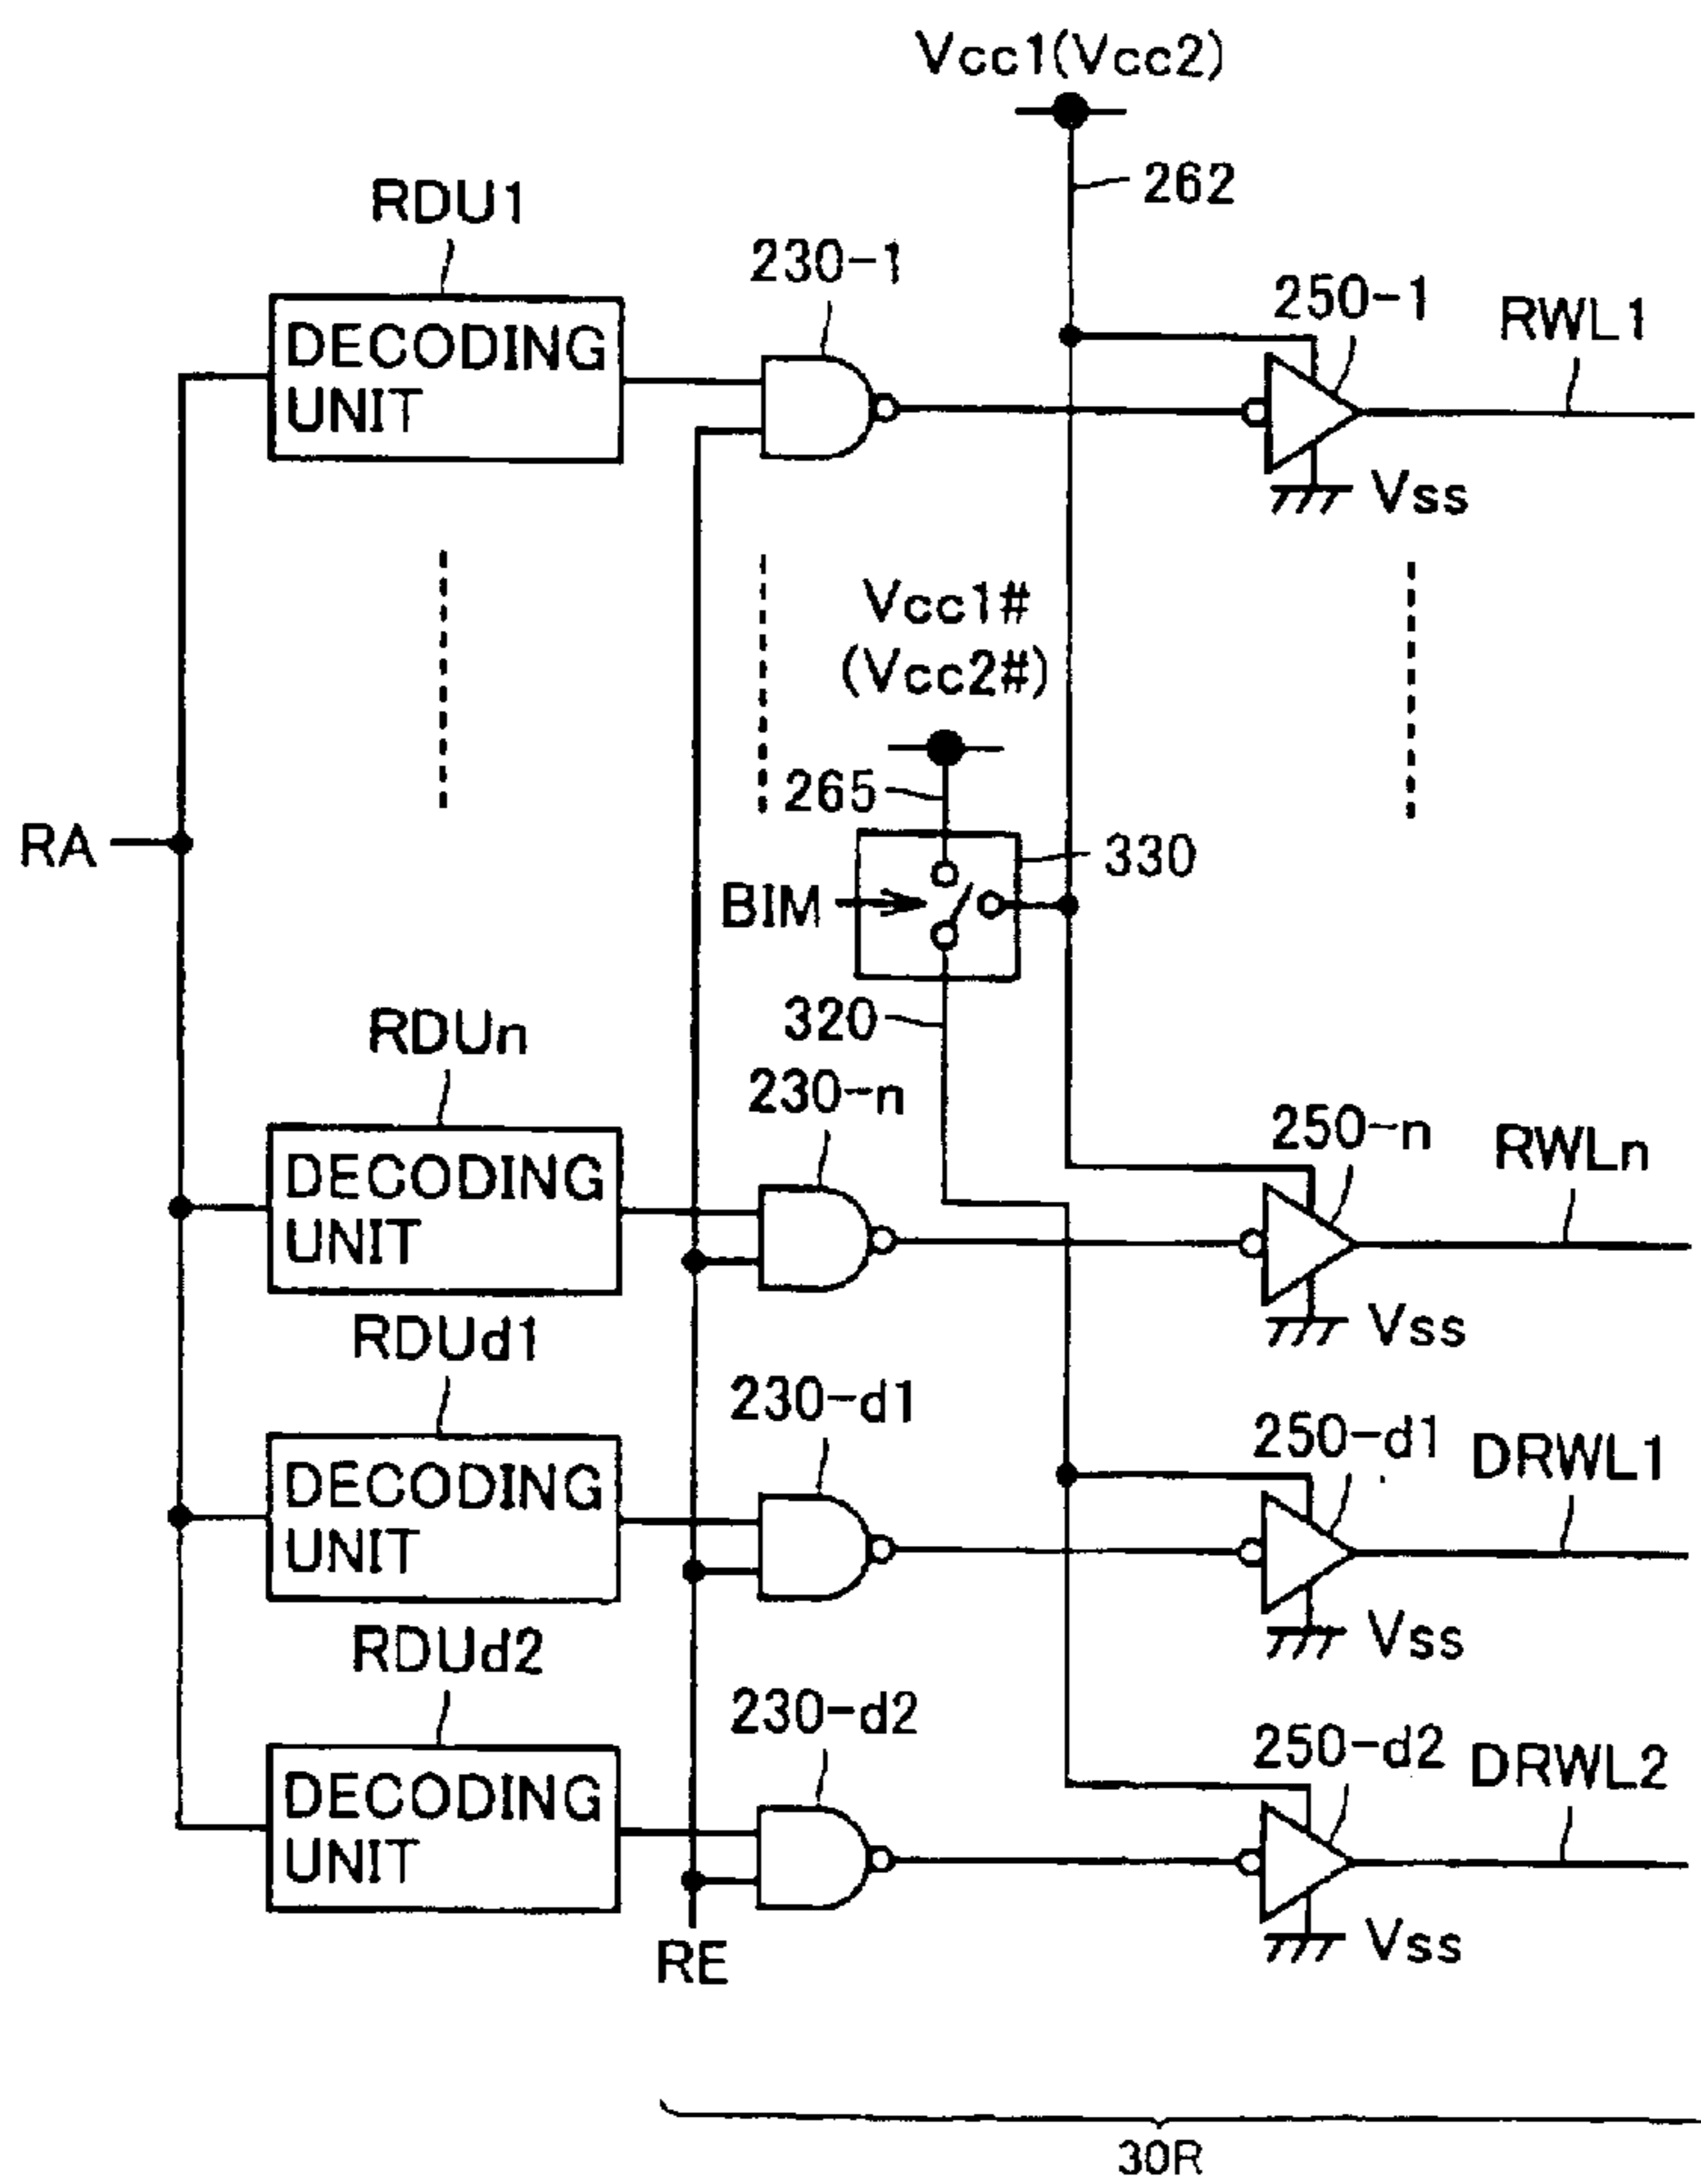 Vcc1(Vcc2)
262
RDU1
230-1
250-1
RWL1
DECODING
UNIT
Vss
Vcc1#
(Vcc2#)
265
RA
330
BIM
320
RDUn
230-n
250-n
RWLn
DECODING
UNIT
Vss
RDUd1
230-d1
250-d1
DRWL1
DECODING
UNIT
Vss
RDUd2
230-d2
250-d2
DRWL2
DECODING
UNIT
Vss
RE
30R